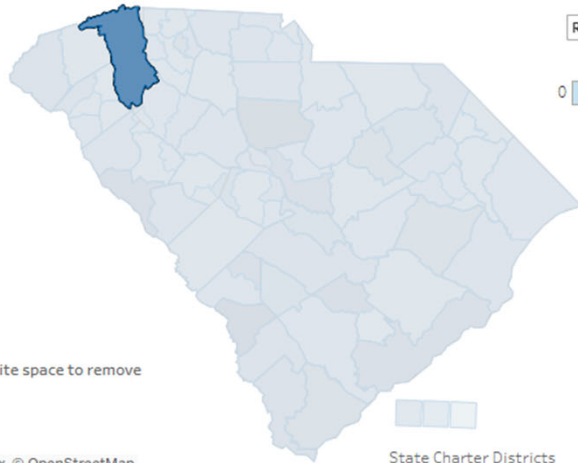 R
0
ite space to remove
© OpenStreetMap
State Charter Districts